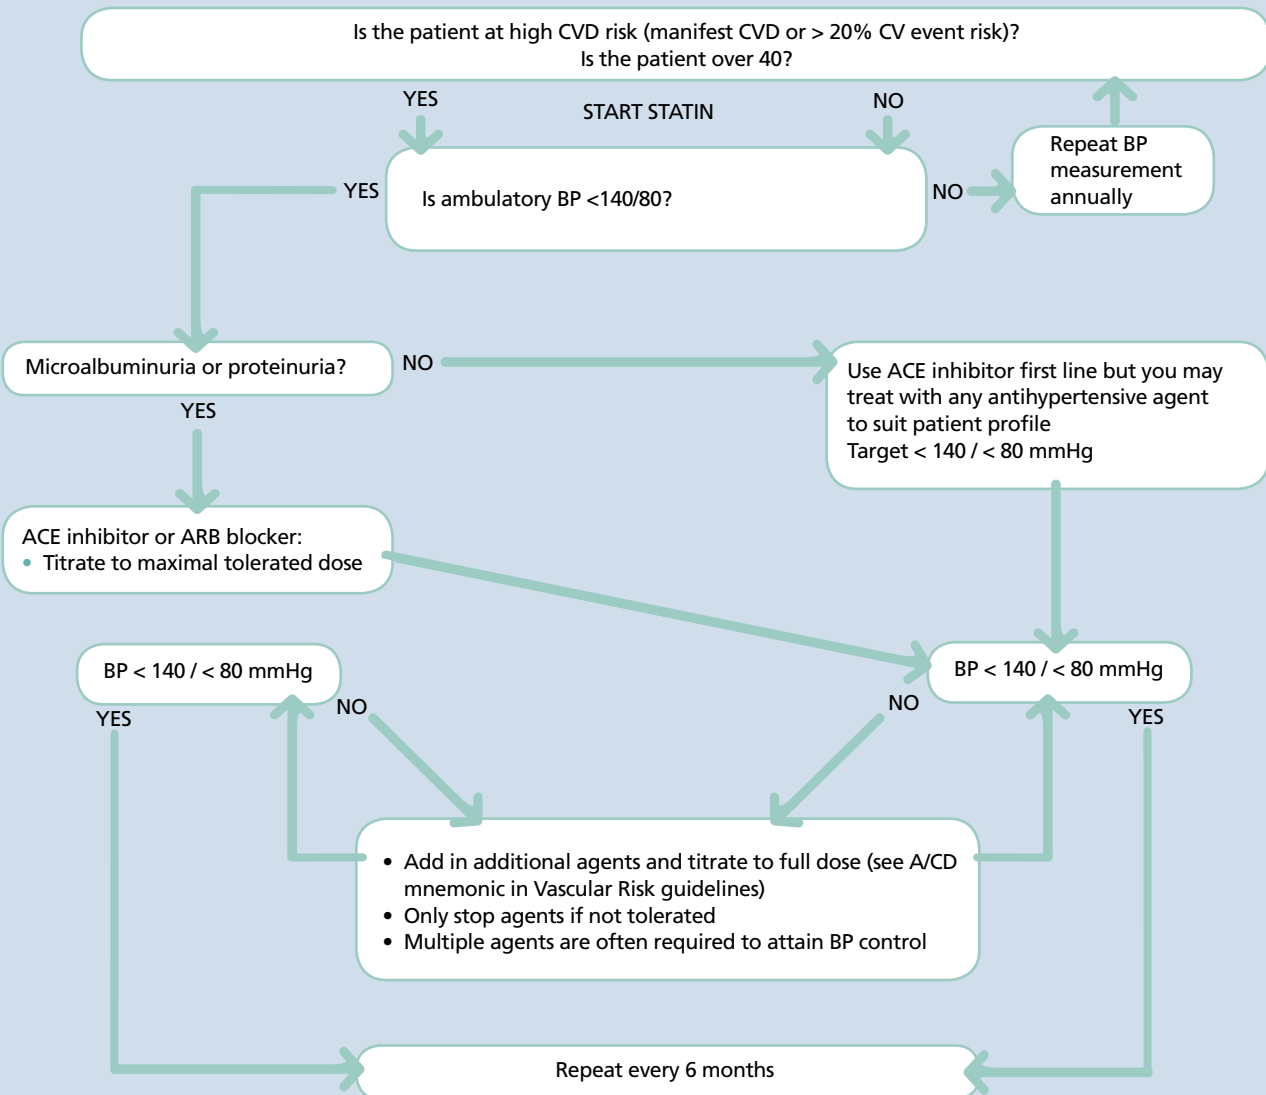 Is the patient at high CVD risk (manifest CVD or > 20% CV event risk)?
Is the patient over 40?
YES
START STATIN
NO
Repeat BP
measurement
annually
YES
Is ambulatory BP <140/80?
NO
Microalbuminuria or proteinuria?
NO
YES
Use ACE inhibitor first line but you may
treat with any antihypertensive agent
to suit patient profile
Target < 140 / < 80 mmHg
ACE inhibitor or ARB blocker:
• Titrate to maximal tolerated dose
BP < 140 / < 80 mmHg
NO
YES
BP < 140 / < 80 mmHg
NO
YES
• Add in additional agents and titrate to full dose (see A/CD
mnemonic in Vascular Risk guidelines)
• Only stop agents if not tolerated
• Multiple agents are often required to attain BP control
Repeat every 6 months